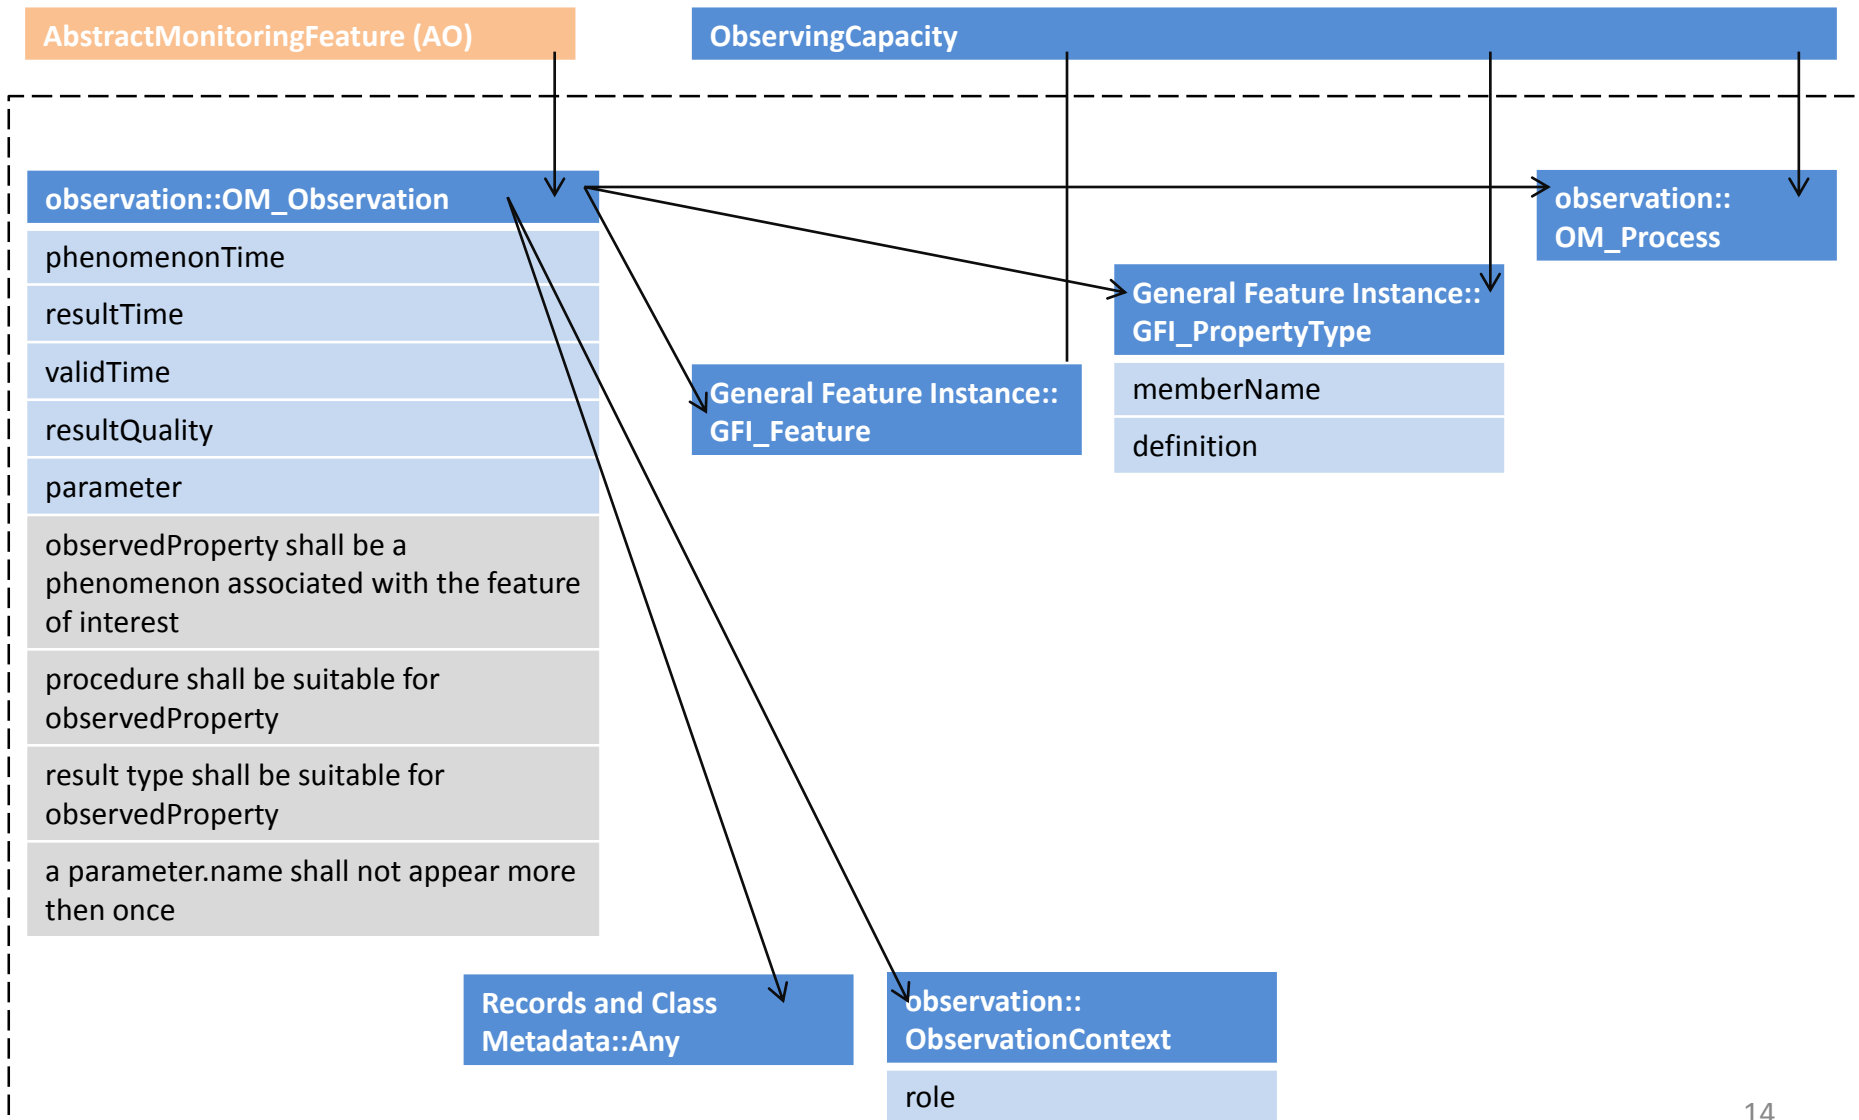 AbstractMonitoringFeature (AO)
ObservingCapacity
observation::OM_Observation
phenomenonTime
resultTime
validTime
resultQuality
parameter
observedProperty shall be a
phenomenon associated with the feature
of interest
procedure shall be suitable for
observedProperty
result type shall be suitable for
observedProperty
a parameter.name shall not appear more
then once
General Feature Instance::
GFI_Feature
General Feature Instance::
GFI_PropertyType
memberName
definition
observation::
OM_Process
Records and Class
Metadata::Any
observation::
ObservationContext
role
14